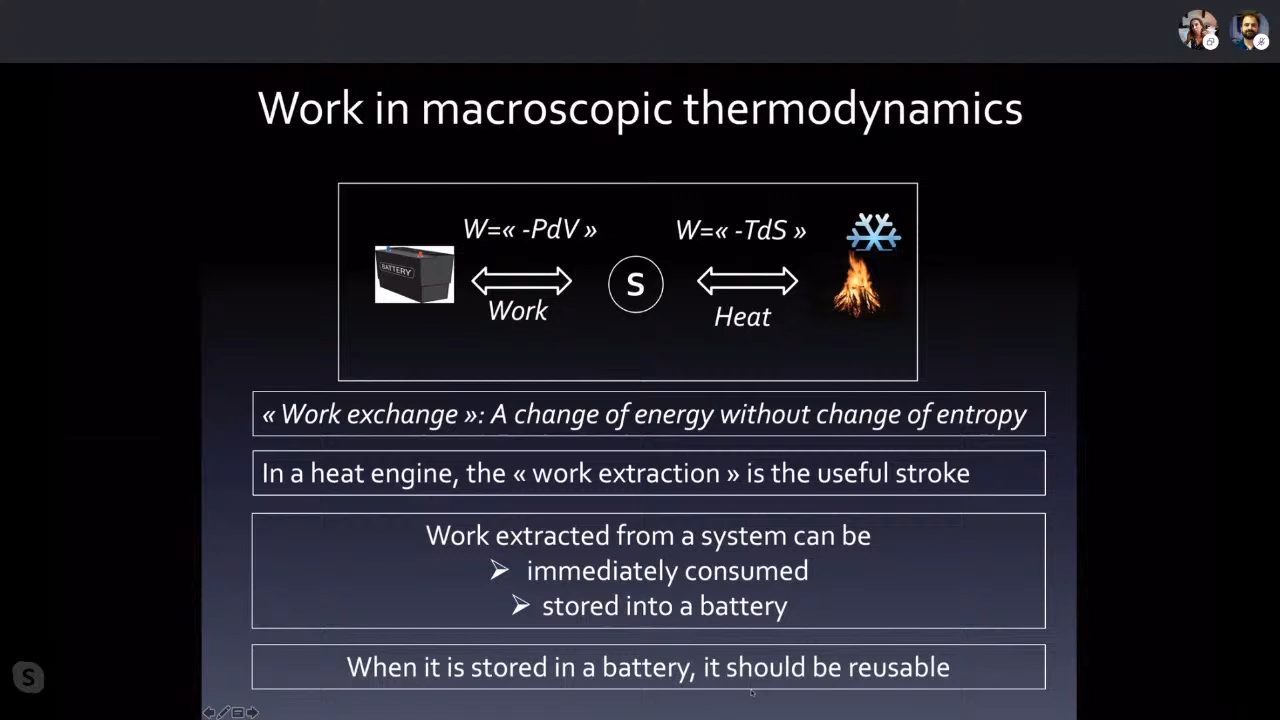 Work in macroscopic thermodynamics
W=« -PdV »
W=« -TdS »
BATTERY
S
Work
Heat
« Work exchange »: A change of energy without change of entropy
In a heat engine, the « work extraction » is the useful stroke
Work extracted from a system can be
➢ immediately consumed
➢ stored into a battery
When it is stored in a battery, it should be reusable
S